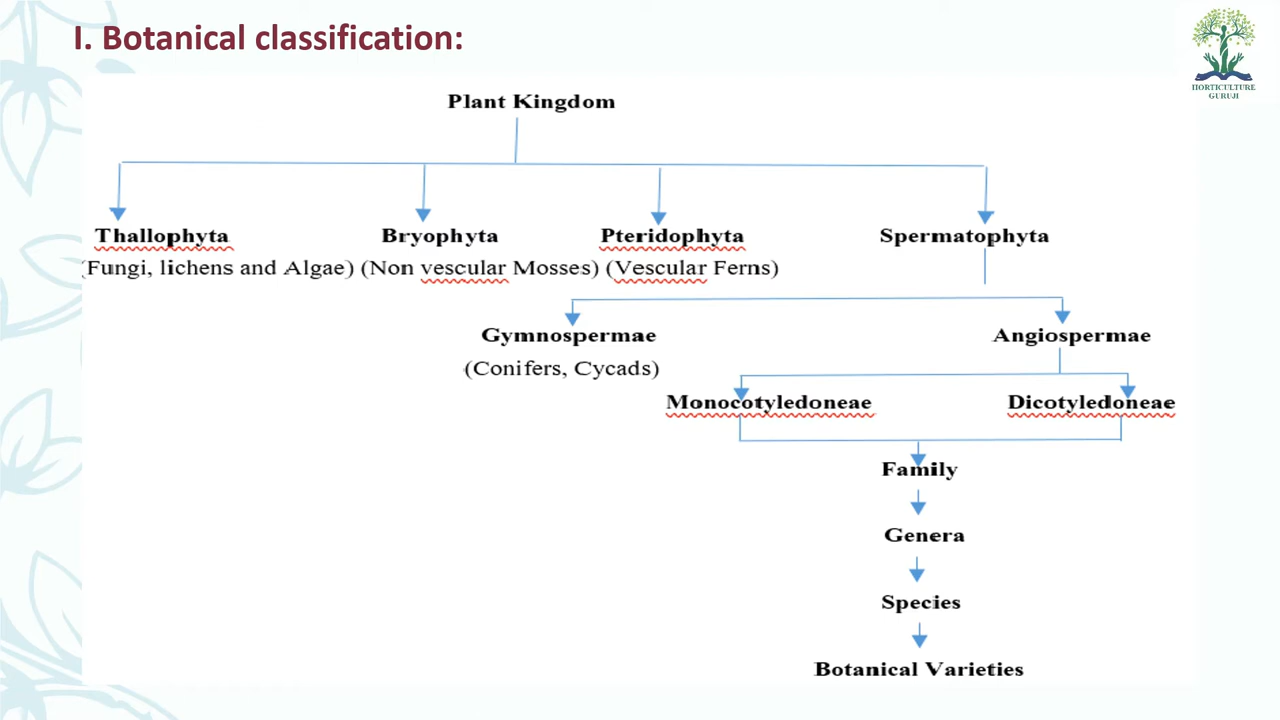 I. Botanical classification:
HORTICULTURE
GURUJI
Plant Kingdom
Thallophyta Bryophyta Pteridophyta Spermatophyta
(Fungi, lichens and Algae) (Non vescular Mosses) (Vescular Ferns)
Gymnospermae Angiospermae
(Conifers, Cycads)
Monocotyledoneae Dicotyledoneae
Family
Genera
Species
Botanical Varieties